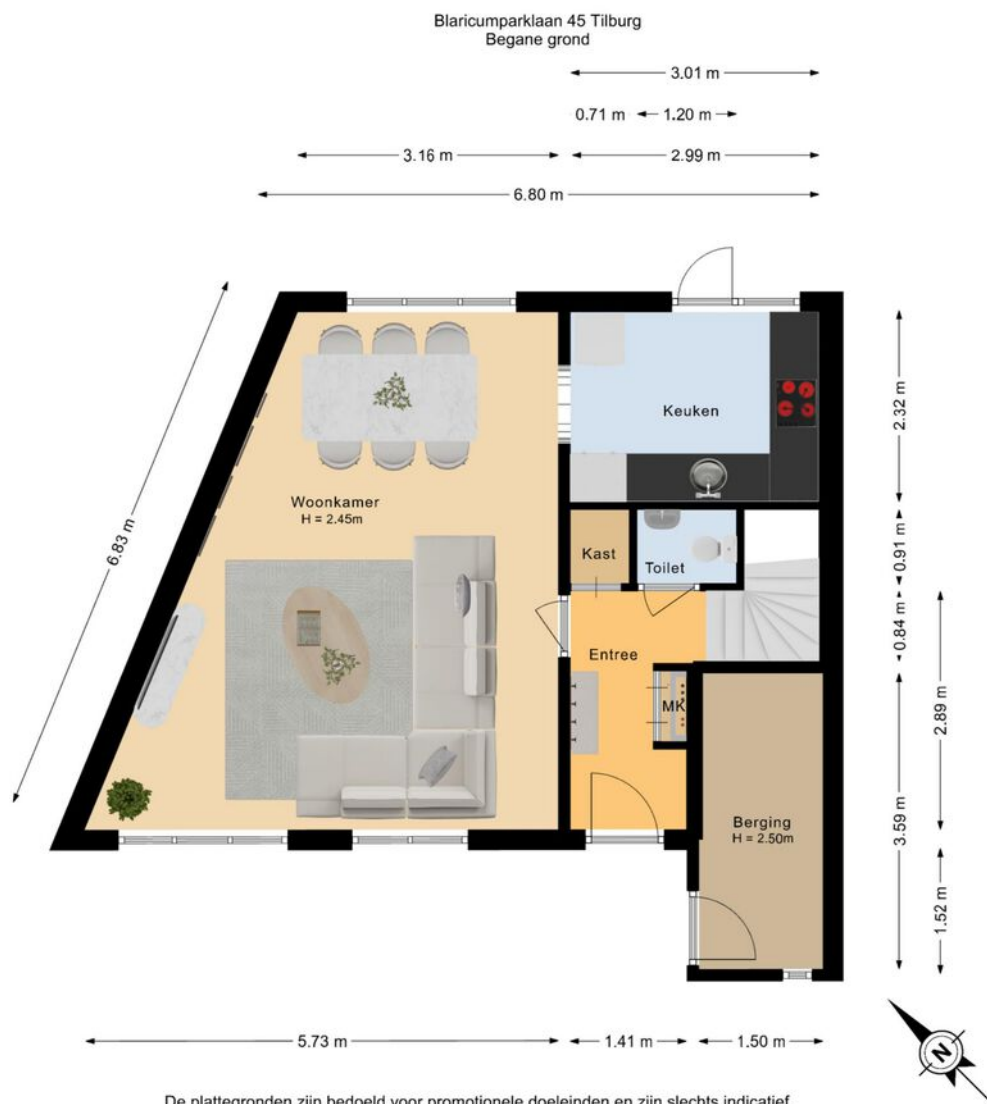 Blaricumparklaan 45 Tilburg
Begane grond
3.01 m
0.71 m
1.20 m
3.16 m
2.99 m
6.80 m
6.83 m
2.32 m
Keuken
Woonkamer
H = 2.45m
0.91 m
Kast
Toilet
0.84 m
Entree
MK
2.89 m
3.59 m
Berging
H = 2.50m
1.52 m
N
5.73 m
1.41 m
1.50 m
De plattegronden zijn bedoeld voor promotionele doeleinden en zijn slechts indicatief